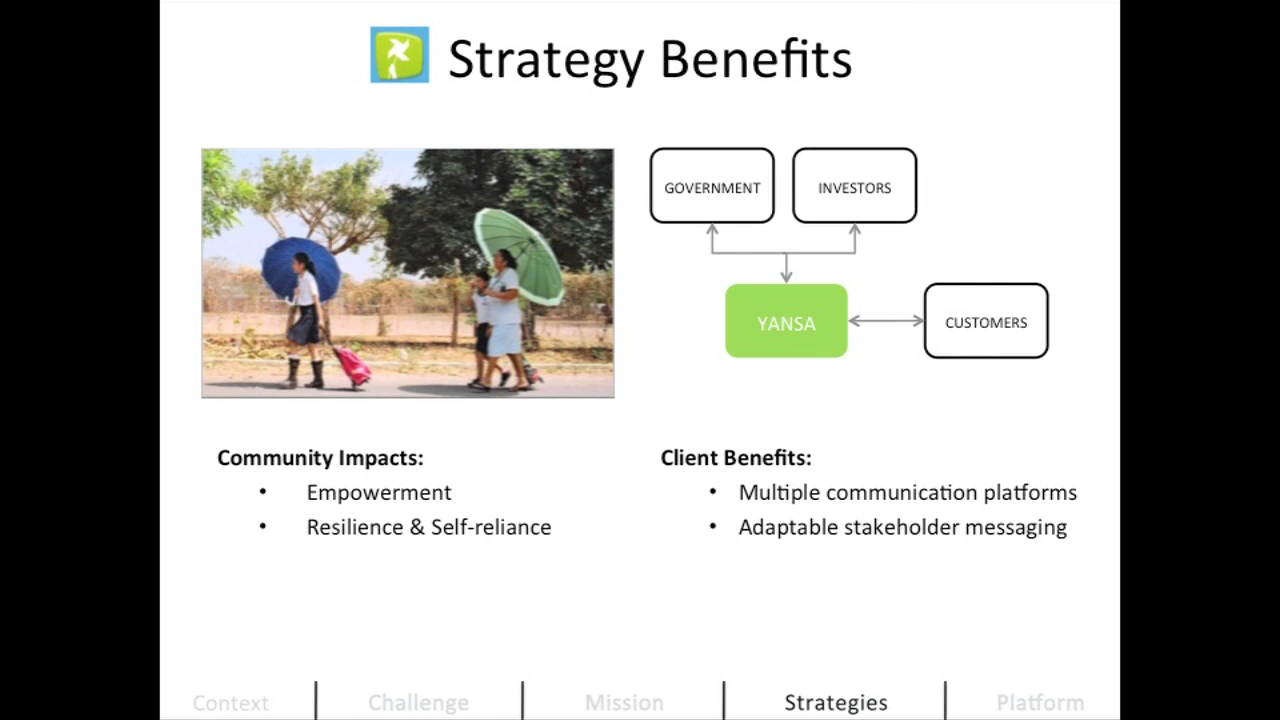 Strategy Benefits
GOVERNMENT
INVESTORS
YANSA
CUSTOMERS
Community Impacts:
• Empowerment
• Resilience & Self-reliance
Client Benefits:
• Multiple communication platforms
• Adaptable stakeholder messaging
Context
Challenge
Mission
Strategies
Platform